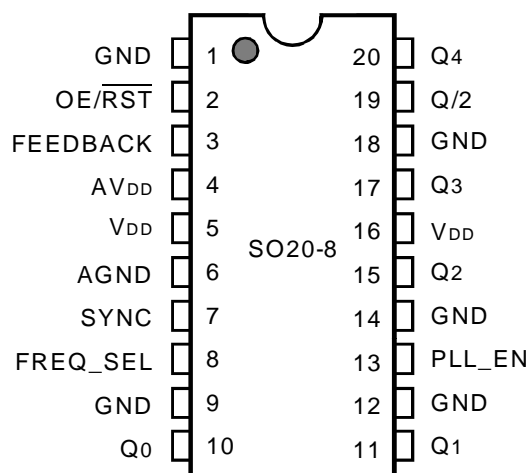 GND 1 20 Q4
OE/RST 2 19 Q/2
FEEDBACK 3 18 GND
AVDD 4 17 Q3
VDD 5 16 VDD
SO20-8
AGND 6 15 Q2
SYNC 7 14 GND
FREQ_SEL 8 13 PLL_EN
GND 9 12 GND
Q0 10 11 Q1